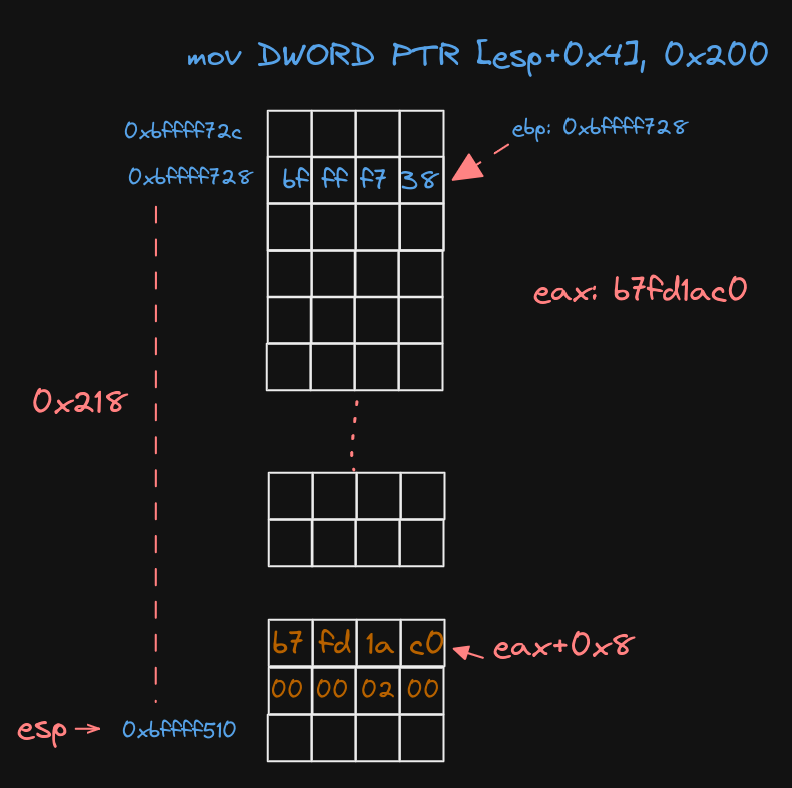 mov DWORD PTR [esp+0x4], 0x200
0xbffff72c
ebp: 0xbffff728
0xbffff728
bf ff f7 38
eax: b7fd1ac0
0x218
b7 fd 1a c0
eax+0x8
00 00 02 00
esp → 0xbffff510